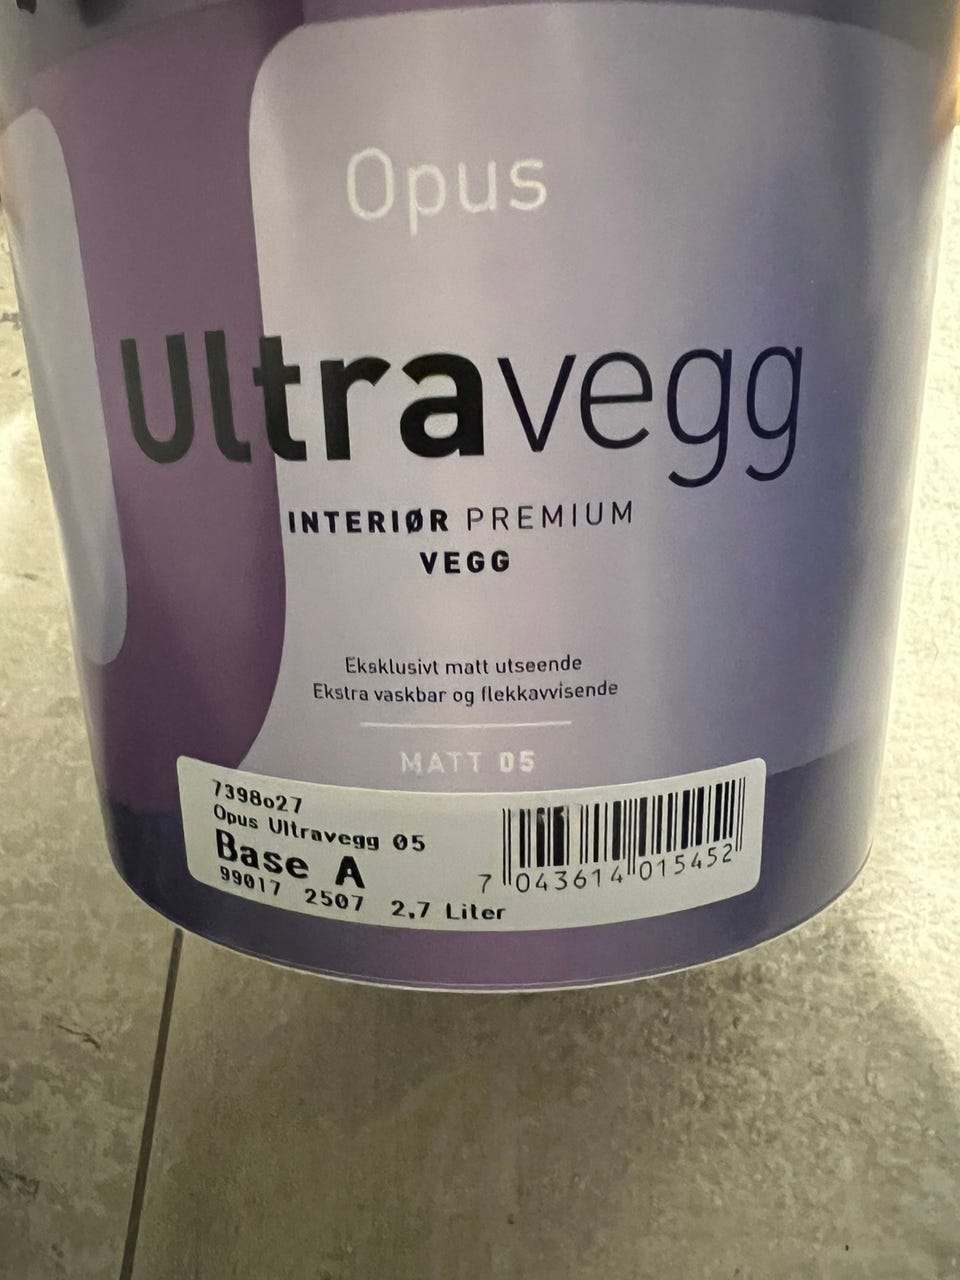 Opus
Ultravegg
INTERIØR PREMIUM
VEGG
Eksklusivt matt utseende
Ekstra vaskbar og flekkavvisende
MATT 05
7398o27
Opus Ultravegg 05
Base A
99017 2507 2,7 Liter
7 043614 015452